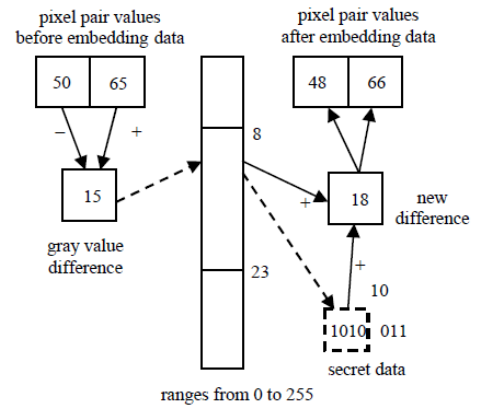 pixel pair values
before embedding data
pixel pair values
after embedding data
50 65
48 66
− +
8
15
+
18
new
difference
gray value
difference
23
+
10
1010 011
secret data
ranges from 0 to 255